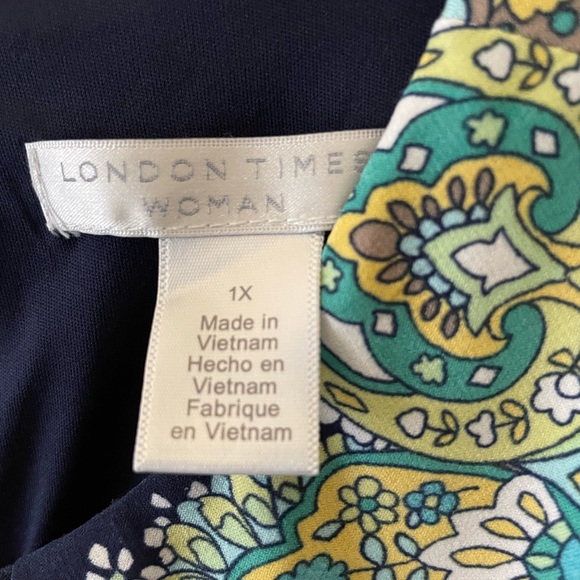 LONDON TIMES
WOMAN
1X
Made in
Vietnam
Hecho en
Vietnam
Fabrique
en Vietnam